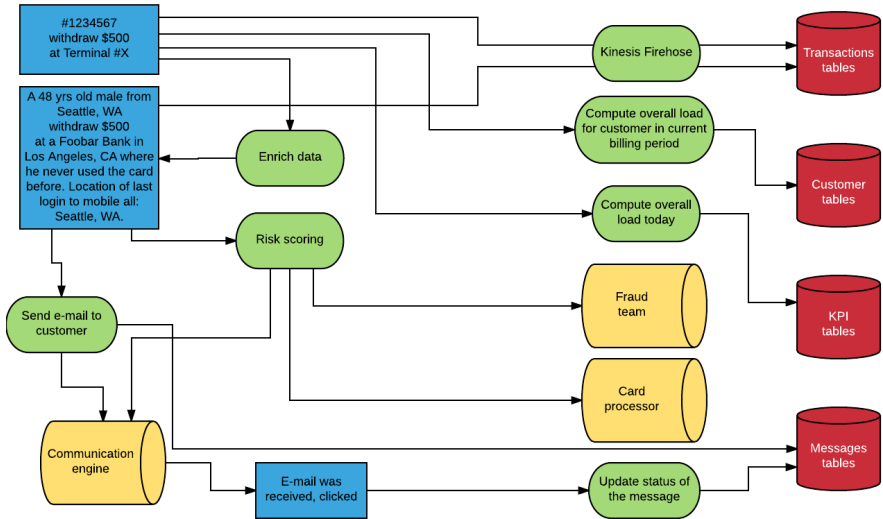 #1234567
withdraw $500
at Terminal #X
Kinesis Firehose
Transactions
tables
A 48 yrs old male from
Seattle, WA
withdraw $500
at a Foobar Bank in
Los Angeles, CA where
he never used the card
before. Location of last
login to mobile all:
Seattle, WA.
Enrich data
Compute overall load
for customer in current
billing period
Customer
tables
Risk scoring
Compute overall
load today
Send e-mail to
customer
Fraud
team
KPI
tables
Card
processor
Communication
engine
E-mail was
received, clicked
Update status of
the message
Messages
tables